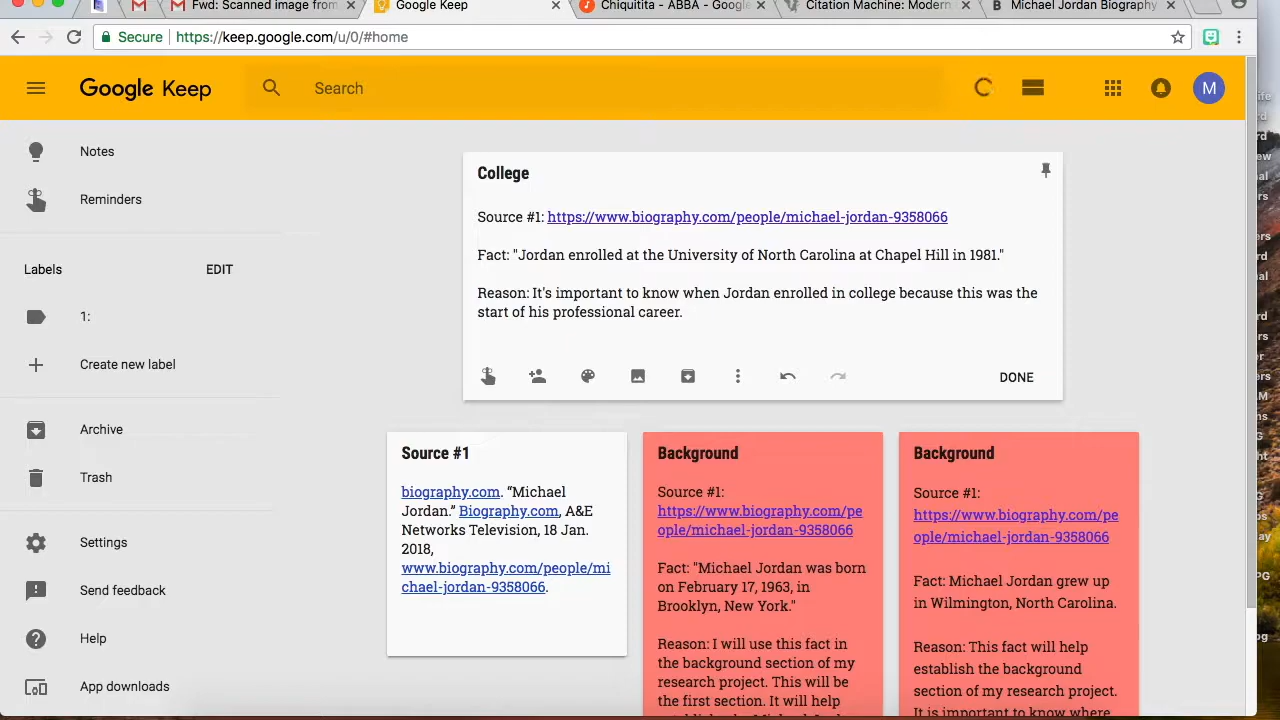 Fwd: Scanned image from
Google Keep
Chiquitita - ABBA - Google
Citation Machine: Modern
Michael Jordan Biography
Secure
https://keep.google.com/u/0/#home
Google Keep
Search
M
Notes
Reminders
Labels
EDIT
1:
Create new label
Archive
Trash
Settings
Send feedback
Help
App downloads
College
Source #1: https://www.biography.com/people/michael-jordan-9358066
Fact: "Jordan enrolled at the University of North Carolina at Chapel Hill in 1981."
Reason: It's important to know when Jordan enrolled in college because this was the
start of his professional career.
DONE
Source #1
biography.com. “Michael
Jordan.” Biography.com, A&E
Networks Television, 18 Jan.
2018,
www.biography.com/people/mi
chael-jordan-9358066.
Background
Source #1:
https://www.biography.com/pe
ople/michael-jordan-9358066
Fact: "Michael Jordan was born
on February 17, 1963, in
Brooklyn, New York."
Reason: I will use this fact in
the background section of my
research project. This will be
the first section. It will help
Background
Source #1:
https://www.biography.com/pe
ople/michael-jordan-9358066
Fact: Michael Jordan grew up
in Wilmington, North Carolina.
Reason: This fact will help
establish the background
section of my research project.
It is important to know where